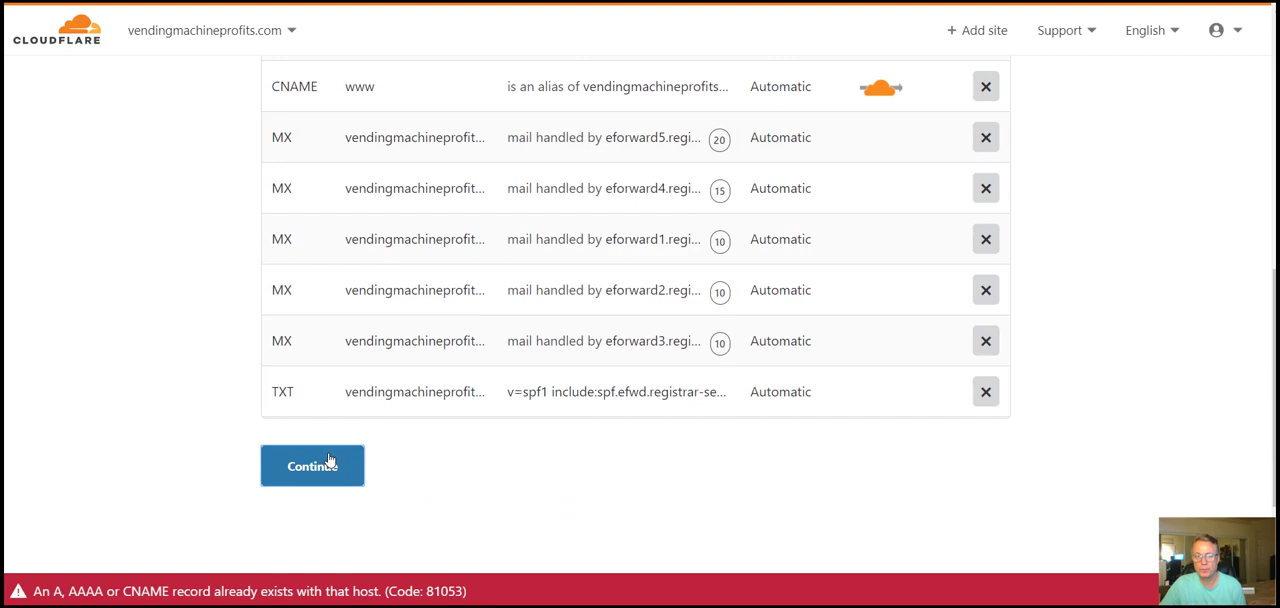 CLOUDFLARE
vendingmachineprofits.com
+ Add site
Support
English
CNAME www is an alias of vendingmachineprofits... Automatic
MX vendingmachineprofit... mail handled by eforward5.regi... 20 Automatic
MX vendingmachineprofit... mail handled by eforward4.regi... 15 Automatic
MX vendingmachineprofit... mail handled by eforward1.regi... 10 Automatic
MX vendingmachineprofit... mail handled by eforward2.regi... 10 Automatic
MX vendingmachineprofit... mail handled by eforward3.regi... 10 Automatic
TXT vendingmachineprofit... v=spf1 include:spf.efwd.registrar-se... Automatic
Continue
An A, AAAA or CNAME record already exists with that host. (Code: 81053)